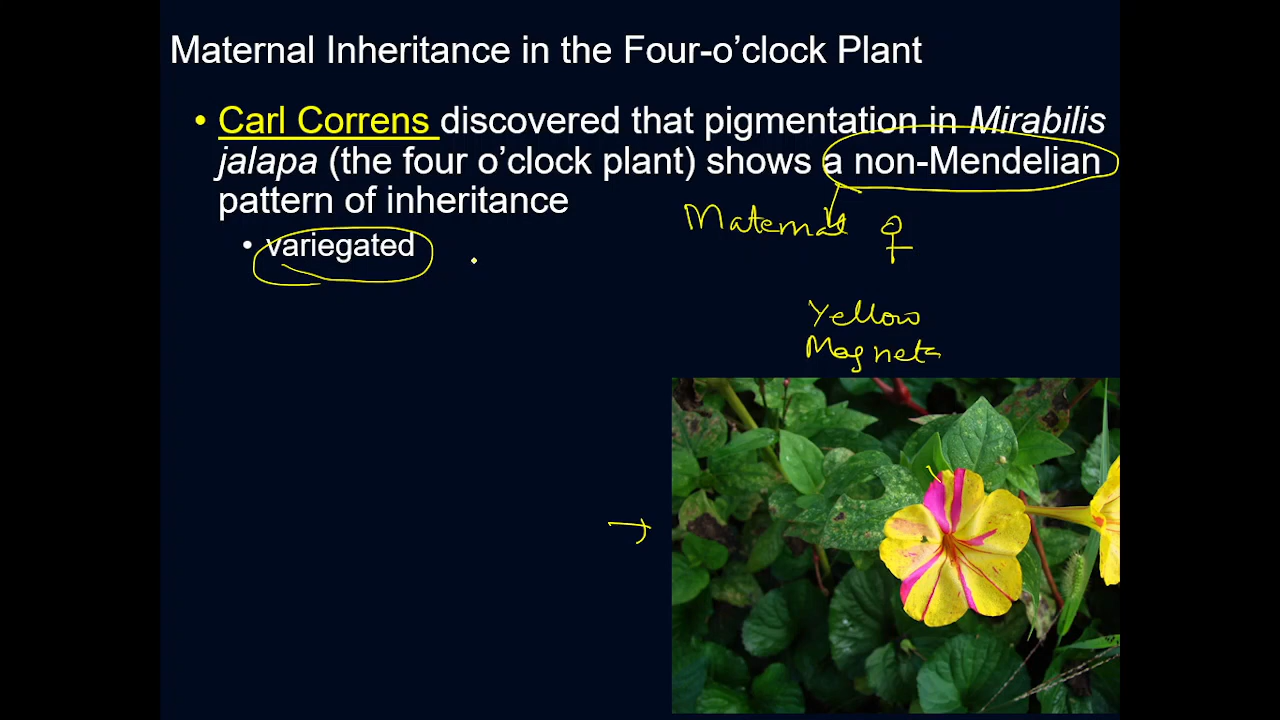 Maternal Inheritance in the Four-o’clock Plant
• Carl Correns discovered that pigmentation in Mirabilis
jalapa (the four o’clock plant) shows a non-Mendelian
pattern of inheritance
Maternal ♀
• variegated
Yellow
Magneta